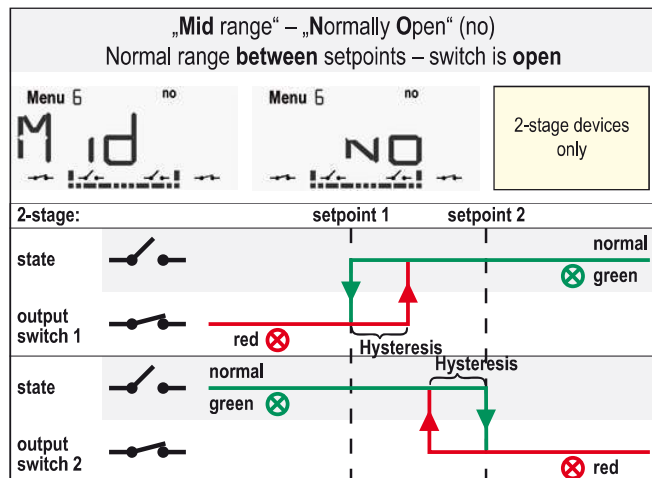 „Mid range“ – „Normally Open“ (no)
Normal range between setpoints – switch is open
Menu 6 no
Mid
Menu 6 no
NO
2-stage devices
only
2-stage: setpoint 1 setpoint 2
state normal
green
output
switch 1
red
Hysteresis
Hysteresis
state normal
green
output
switch 2
red